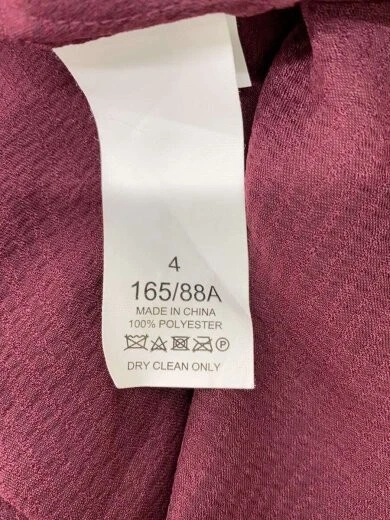 4
165/88A
MADE IN CHINA
100% POLYESTER
P
DRY CLEAN ONLY